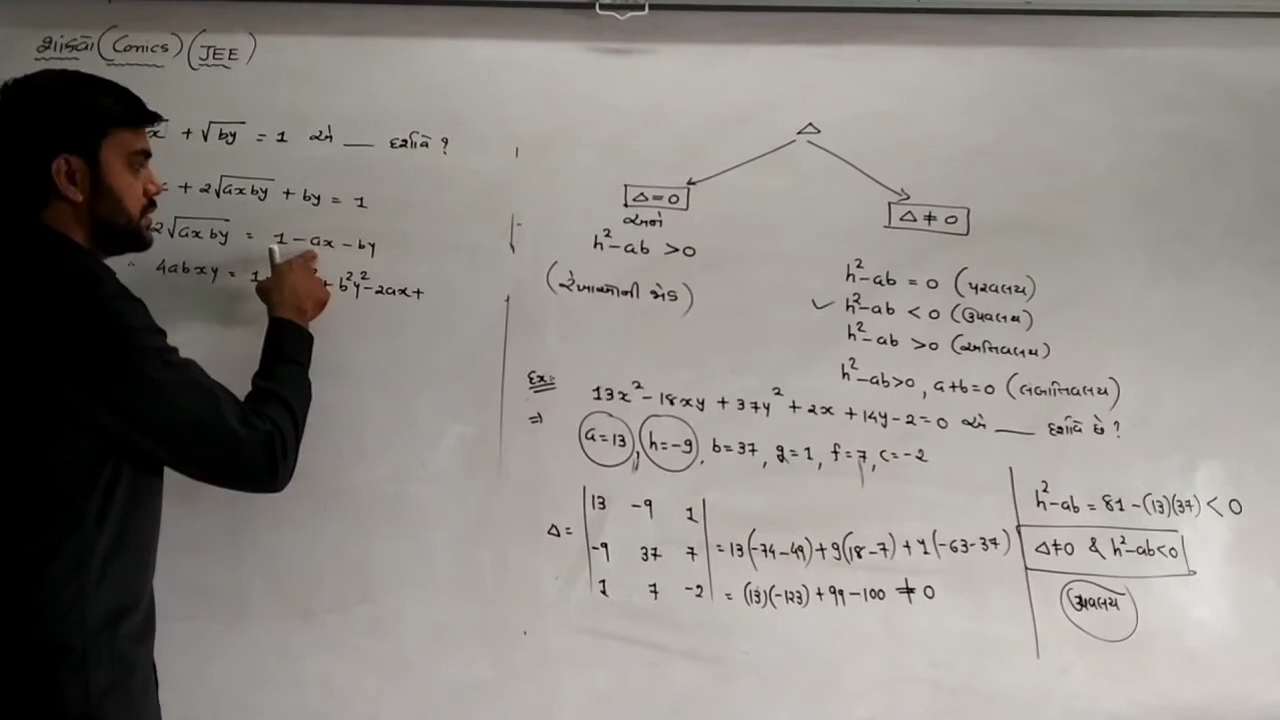 શાંકવો (Conics) (JEE)
x + √by = 1 એ ___ દર્શાવે ?
+ 2√axby + by = 1
2√axby = 1 - ax - by
4abxy = 1 + b²y² - 2ax +
Δ
Δ = 0
અને
h² - ab > 0
(રેખાઓની જોડ)
Δ ≠ 0
h² - ab = 0 (પરવલય)
✓ h² - ab < 0 (ઉપવલય)
h² - ab > 0 (અતિવલય)
h² - ab > 0, a + b = 0 (લંબાતિવલય)
Ex:- 13x² - 18xy + 37y² + 2x + 14y - 2 = 0 એ ___ દર્શાવે છે ?
⇒ a = 13, h = -9, b = 37, g = 1, f = 7, c = -2
Δ = | 13 -9 1 |
| -9 37 7 | = 13(-74 - 49) + 9(18 - 7) + 1(-63 - 37)
| 1 7 -2 | = (13)(-123) + 99 - 100 ≠ 0
h² - ab = 81 - (13)(37) < 0
Δ ≠ 0 & h² - ab < 0
ઉપવલય